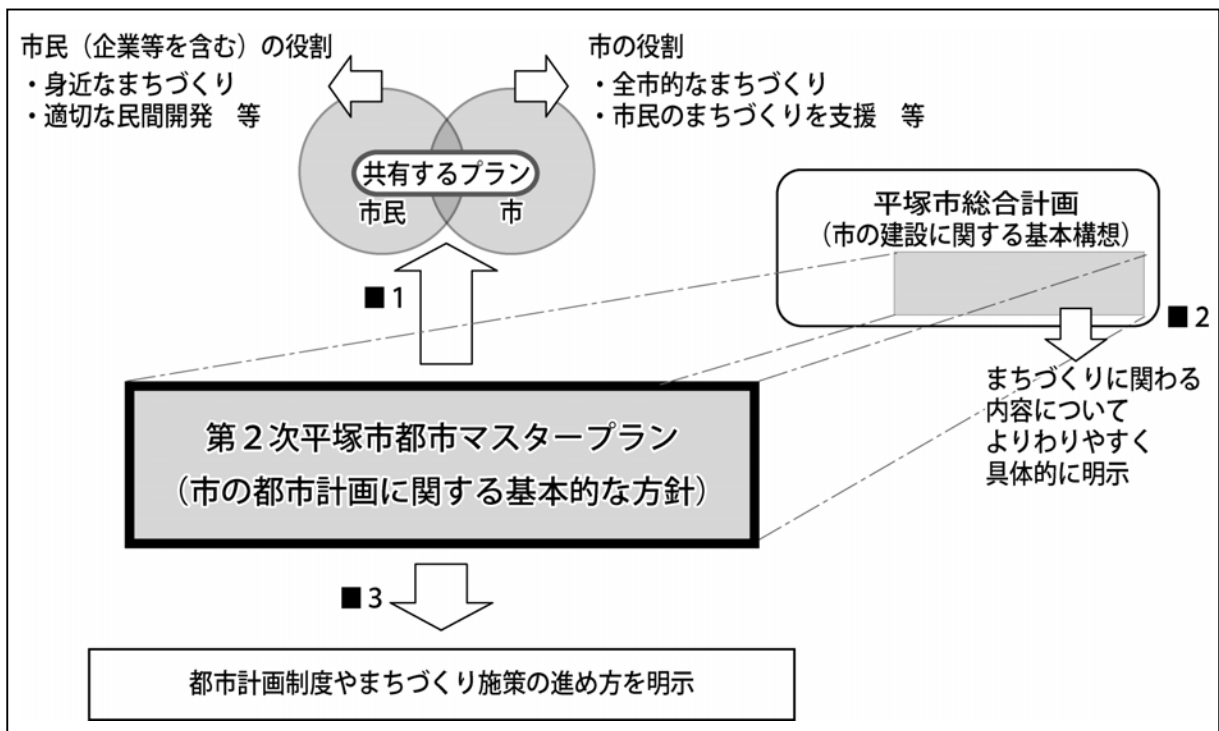 市民（企業等を含む）の役割
・身近なまちづくり
・適切な民間開発　等
市の役割
・全市的なまちづくり
・市民のまちづくりを支援　等
共有するプラン
市民
市
平塚市総合計画
（市の建設に関する基本構想）
■1
■2
まちづくりに関わる
内容について
よりわりやすく
具体的に明示
第２次平塚市都市マスタープラン
（市の都市計画に関する基本的な方針）
■3
都市計画制度やまちづくり施策の進め方を明示